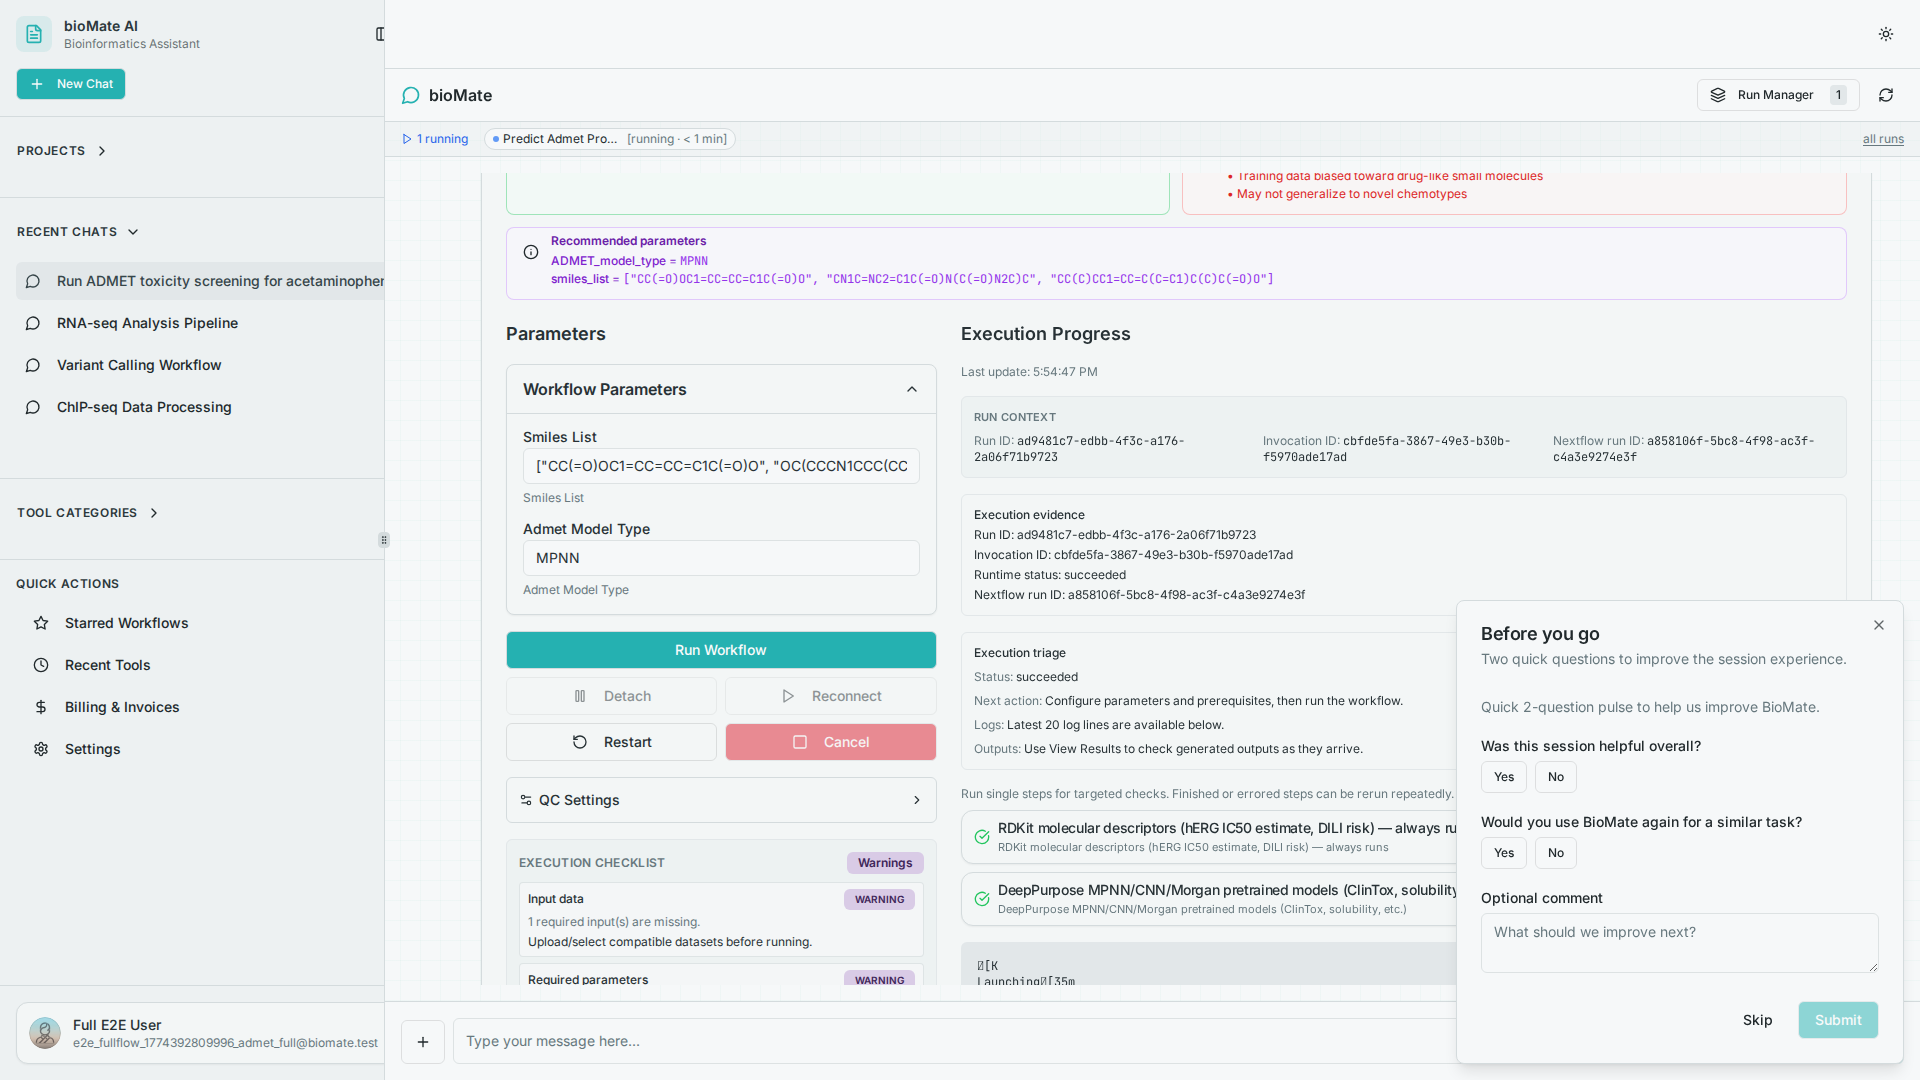 bioMate AI
Bioinformatics Assistant
New Chat
PROJECTS
RECENT CHATS
Run ADMET toxicity screening for acetaminophen
RNA-seq Analysis Pipeline
Variant Calling Workflow
ChIP-seq Data Processing
TOOL CATEGORIES
QUICK ACTIONS
Starred Workflows
Recent Tools
Billing & Invoices
Settings
Full E2E User
e2e_fullflow_1774392809996_admet_full@biomate.test
bioMate
Run Manager 1
1 running
Predict Admet Pro... [running · < 1 min]
all runs
• Training data biased toward drug-like small molecules
• May not generalize to novel chemotypes
Recommended parameters
ADMET_model_type = MPNN
smiles_list = ["CC(=O)OC1=CC=CC=C1C(=O)O", "CN1C=NC2=C1C(=O)N(C(=O)N2C)C", "CC(C)CC1=CC=C(C=C1)C(C)C(=O)O"]
Parameters
Workflow Parameters
Smiles List
["CC(=O)OC1=CC=CC=C1C(=O)O", "OC(CCCN1CCC(CC
Smiles List
Admet Model Type
MPNN
Admet Model Type
Run Workflow
Detach
Reconnect
Restart
Cancel
QC Settings
EXECUTION CHECKLIST
Warnings
Input data
WARNING
1 required input(s) are missing.
Upload/select compatible datasets before running.
Required parameters
WARNING
Execution Progress
Last update: 5:54:47 PM
RUN CONTEXT
Run ID: ad9481c7-edbb-4f3c-a176-
2a06f71b9723
Invocation ID: cbfde5fa-3867-49e3-b30b-
f5970ade17ad
Nextflow run ID: a858106f-5bc8-4f98-ac3f-
c4a3e9274e3f
Execution evidence
Run ID: ad9481c7-edbb-4f3c-a176-2a06f71b9723
Invocation ID: cbfde5fa-3867-49e3-b30b-f5970ade17ad
Runtime status: succeeded
Nextflow run ID: a858106f-5bc8-4f98-ac3f-c4a3e9274e3f
Execution triage
Status: succeeded
Next action: Configure parameters and prerequisites, then run the workflow.
Logs: Latest 20 log lines are available below.
Outputs: Use View Results to check generated outputs as they arrive.
Run single steps for targeted checks. Finished or errored steps can be rerun repeatedly.
RDKit molecular descriptors (hERG IC50 estimate, DILI risk) — always ru
RDKit molecular descriptors (hERG IC50 estimate, DILI risk) — always runs
DeepPurpose MPNN/CNN/Morgan pretrained models (ClinTox, solubility
DeepPurpose MPNN/CNN/Morgan pretrained models (ClinTox, solubility, etc.)
[K
Launching[35m
Type your message here...
Before you go
Two quick questions to improve the session experience.
Quick 2-question pulse to help us improve BioMate.
Was this session helpful overall?
Yes
No
Would you use BioMate again for a similar task?
Yes
No
Optional comment
What should we improve next?
Skip
Submit